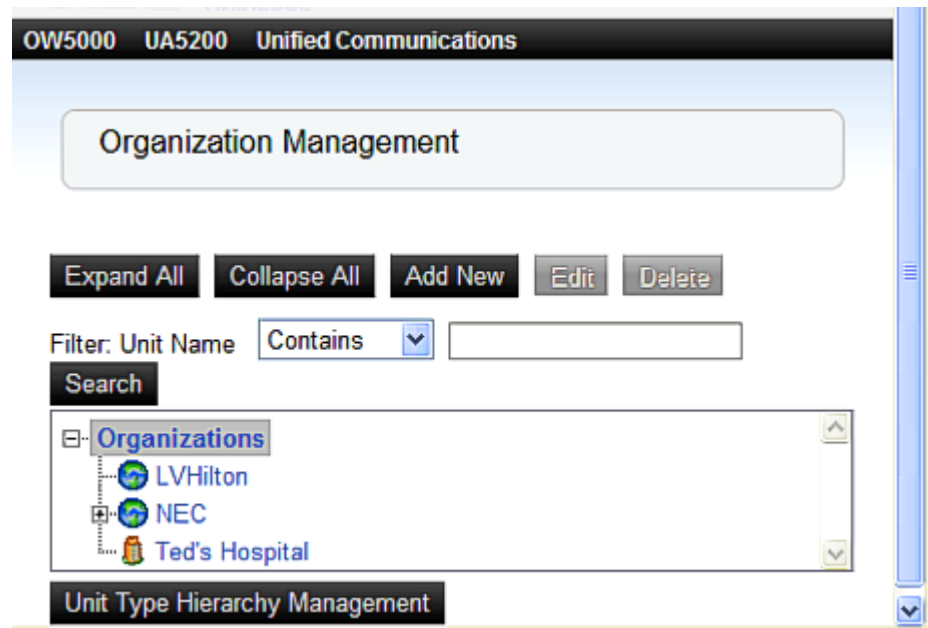 OW5000 UA5200 Unified Communications
Organization Management
Expand All Collapse All Add New Edit Delete
Filter: Unit Name Contains
Search
Organizations
LVHilton
NEC
Ted's Hospital
Unit Type Hierarchy Management